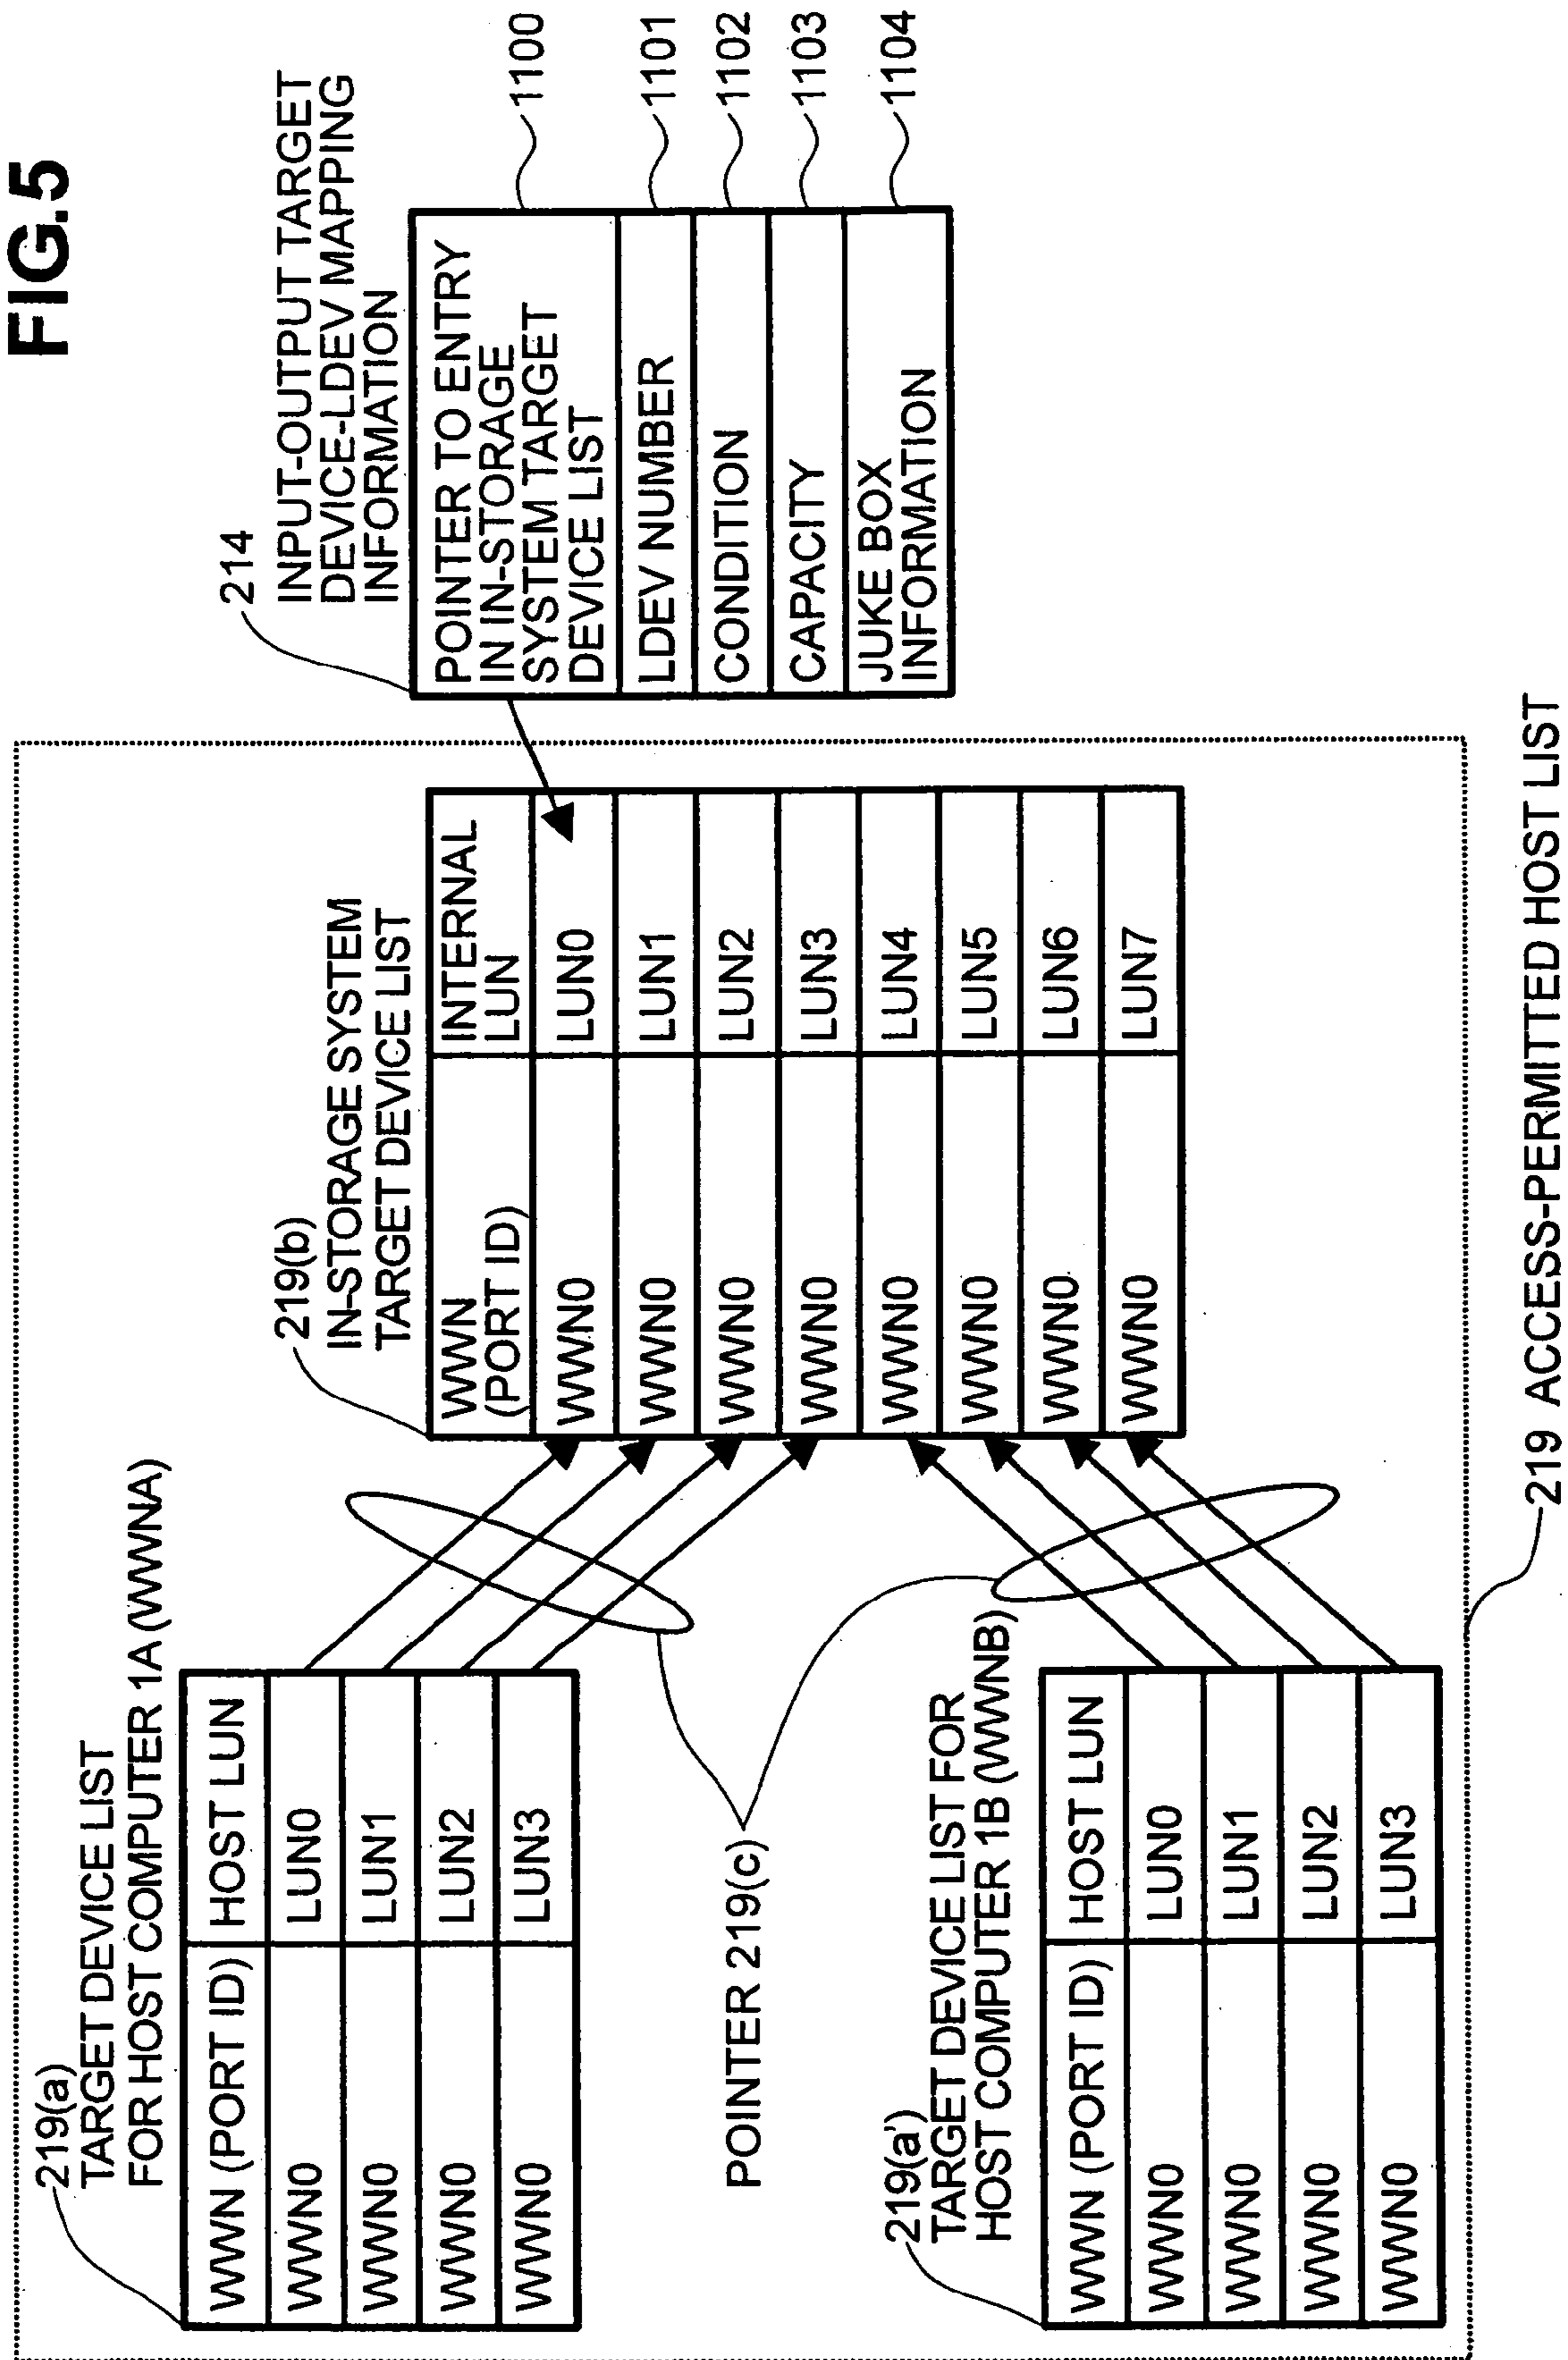 FIG.5
219(a)
TARGET DEVICE LIST
FOR HOST COMPUTER 1A (WWNA)
WWN (PORT ID) HOST LUN
WWN0 LUN0
WWN0 LUN1
WWN0 LUN2
WWN0 LUN3
POINTER 219(c)
219(a')
TARGET DEVICE LIST FOR
HOST COMPUTER 1B (WWNB)
WWN (PORT ID) HOST LUN
WWN0 LUN0
WWN0 LUN1
WWN0 LUN2
WWN0 LUN3
219(b)
IN-STORAGE SYSTEM
TARGET DEVICE LIST
WWN INTERNAL
(PORT ID) LUN
WWN0 LUN0
WWN0 LUN1
WWN0 LUN2
WWN0 LUN3
WWN0 LUN4
WWN0 LUN5
WWN0 LUN6
WWN0 LUN7
214
INPUT-OUTPUT TARGET
DEVICE-LDEV MAPPING
INFORMATION
POINTER TO ENTRY
IN IN-STORAGE
SYSTEM TARGET
DEVICE LIST
1100
LDEV NUMBER 1101
CONDITION 1102
CAPACITY 1103
JUKE BOX
INFORMATION
1104
219 ACCESS-PERMITTED HOST LIST